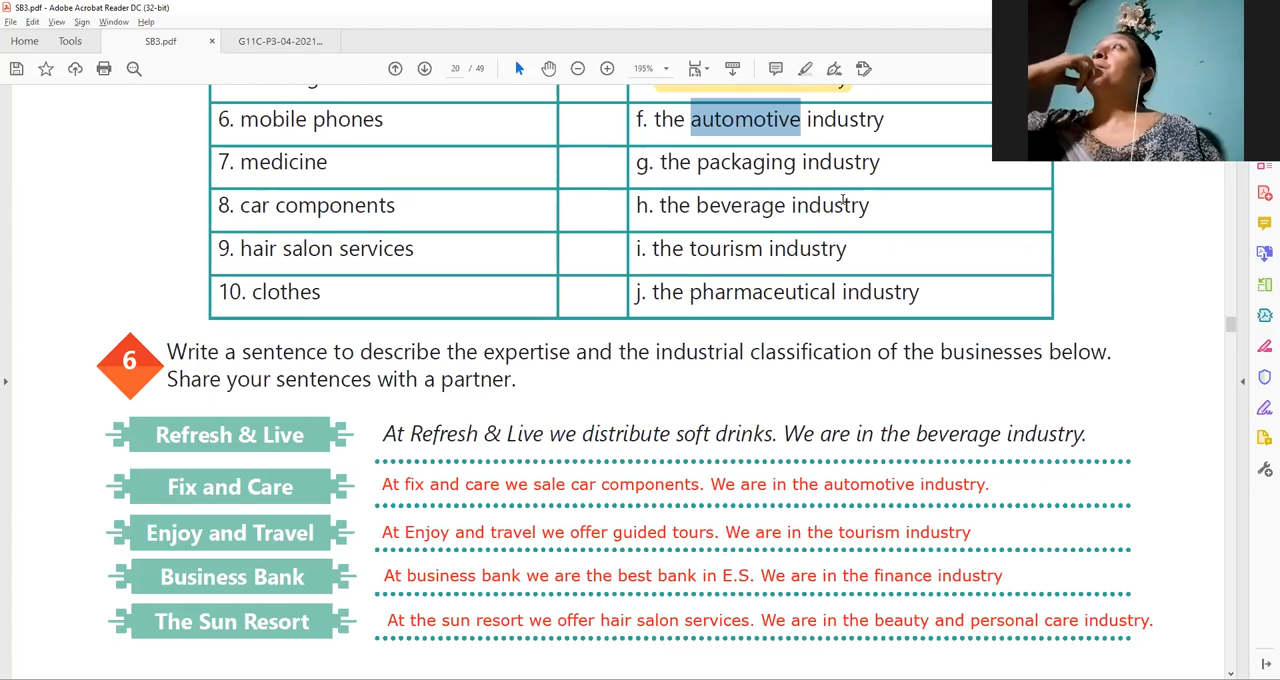 SB3.pdf - Adobe Acrobat Reader DC (32-bit)
File Edit View Sign Window Help
Home Tools SB3.pdf × G11C-P3-04-2021...
20 / 49 195%
6. mobile phones f. the automotive industry
7. medicine g. the packaging industry
8. car components h. the beverage industry
9. hair salon services i. the tourism industry
10. clothes j. the pharmaceutical industry
6 Write a sentence to describe the expertise and the industrial classification of the businesses below.
Share your sentences with a partner.
Refresh & Live At Refresh & Live we distribute soft drinks. We are in the beverage industry.
Fix and Care At fix and care we sale car components. We are in the automotive industry.
Enjoy and Travel At Enjoy and travel we offer guided tours. We are in the tourism industry
Business Bank At business bank we are the best bank in E.S. We are in the finance industry
The Sun Resort At the sun resort we offer hair salon services. We are in the beauty and personal care industry.